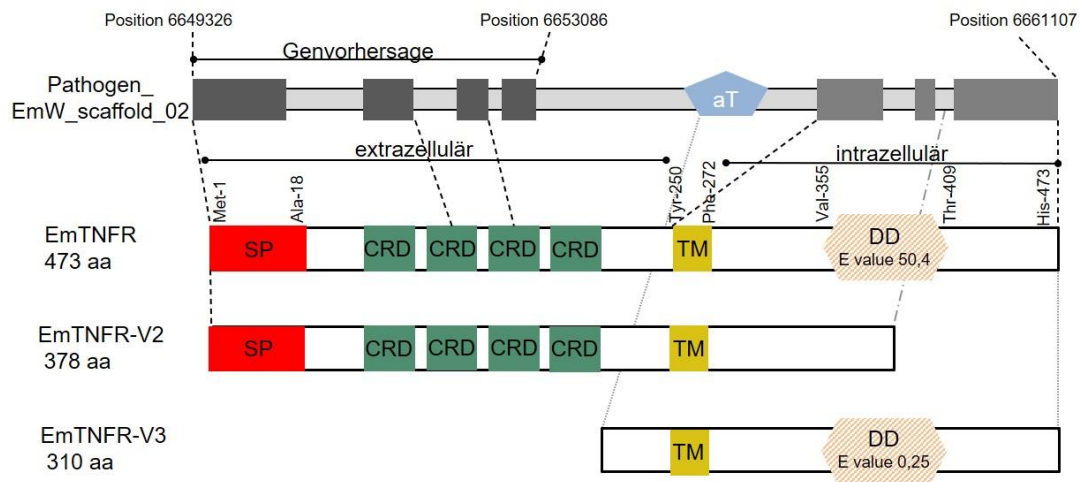 Position 6649326
Position 6653086
Position 6661107
Genvorhersage
Pathogen_
EmW_scaffold_02
aT
extrazellulär
intrazellulär
Met-1
Ala-18
Tyr-250
Phe-272
Val-355
Thr-409
His-473
EmTNFR
473 aa
SP
CRD
CRD
CRD
CRD
TM
DD
E value 50,4
EmTNFR-V2
378 aa
SP
CRD
CRD
CRD
CRD
TM
EmTNFR-V3
310 aa
TM
DD
E value 0,25